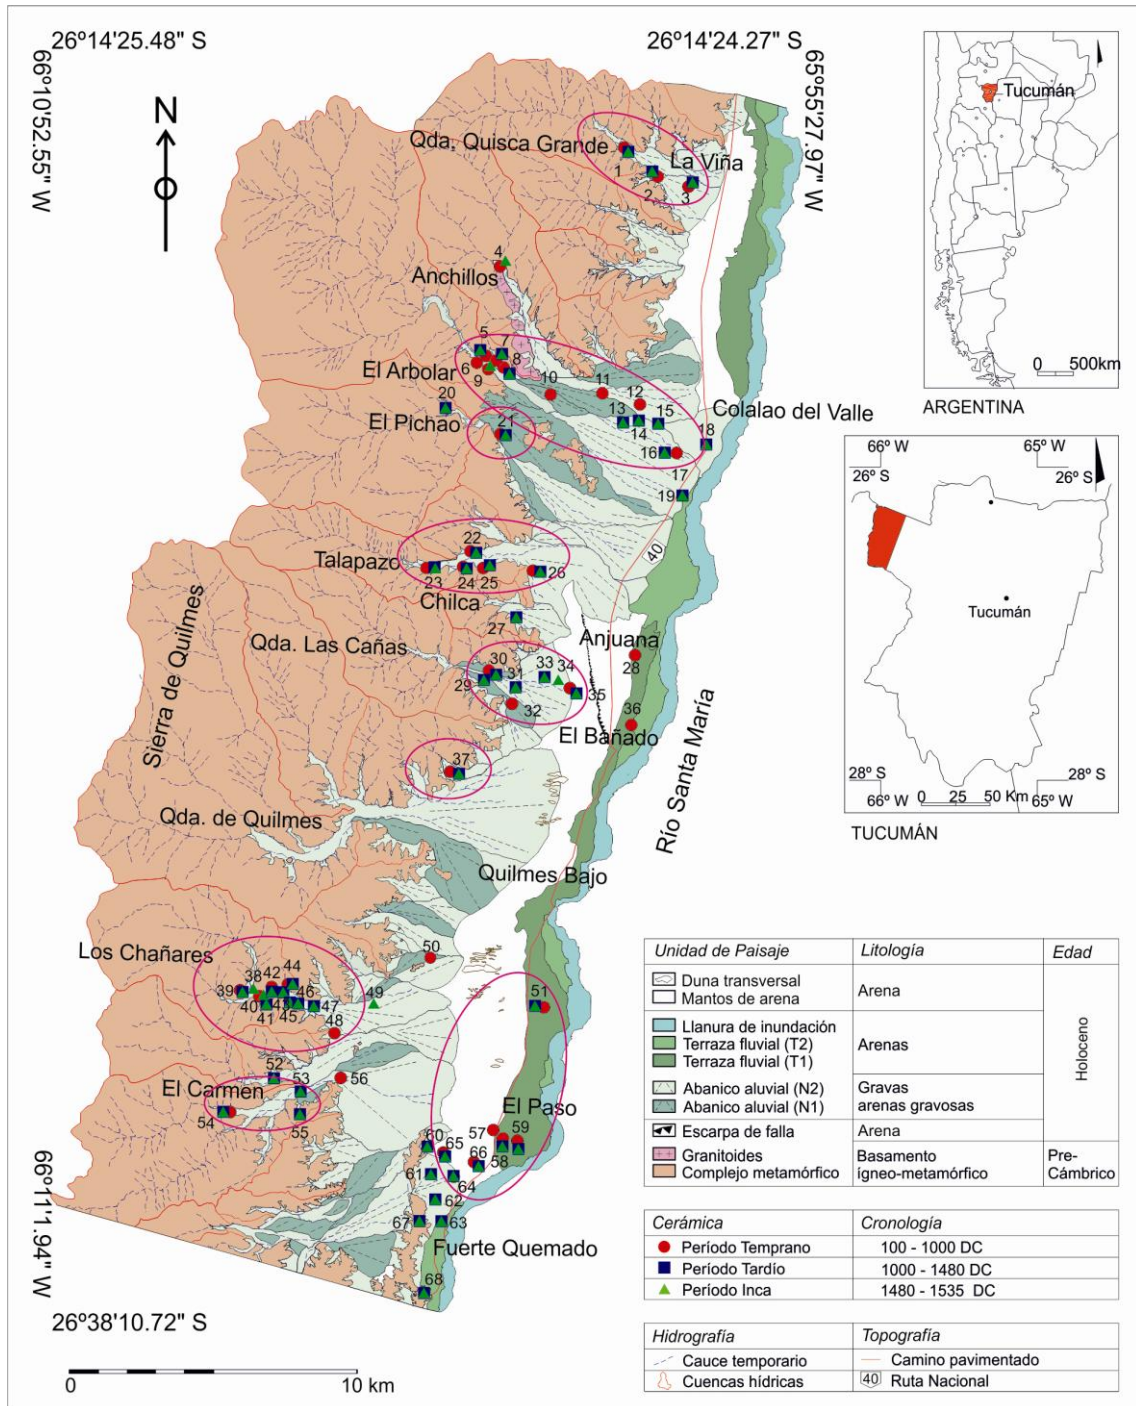 26º14'25.48" S
26º14'24.27" S
66º10'52.55" W
65º55'27.97" W
N
Qda. Quisca Grande
La Viña
1
2
3
4
Anchillos
5
7
8
El Arbolar
6
9
10
11
12
20
13
14
15
Colalao del Valle
El Pichao
21
18
16
17
19
40
22
Talapazo
23
24
25
26
Chilca
27
Sierra de Quilmes
Qda. Las Cañas
Anjuana
28
30
31
33
34
29
35
32
36
El Bañado
Río Santa María
37
Qda. de Quilmes
Quilmes Bajo
Los Chañares
50
38
42
44
39
46
49
51
40
43
47
41
45
48
52
53
56
El Carmen
El Paso
54
55
57
59
60
65
58
66
61
64
62
67
63
Fuerte Quemado
68
66º11'1.94" W
26º38'10.72" S
0
10 km
Tucumán
0
500km
ARGENTINA
66º W
65º W
26º S
26º S
Tucumán
28º S
28º S
66º W
0 25 50 Km
65º W
TUCUMÁN
Unidad de Paisaje
Litología
Edad
Duna transversal
Mantos de arena
Arena
Llanura de inundación
Terraza fluvial (T2)
Terraza fluvial (T1)
Arenas
Holoceno
Abanico aluvial (N2)
Abanico aluvial (N1)
Gravas
arenas gravosas
Escarpa de falla
Arena
Granitoides
Complejo metamórfico
Basamento
ígneo-metamórfico
Pre-
Cámbrico
Cerámica
Cronología
Período Temprano
100 - 1000 DC
Período Tardío
1000 - 1480 DC
Período Inca
1480 - 1535 DC
Hidrografía
Topografía
Cauce temporario
Camino pavimentado
Cuencas hídricas
40
Ruta Nacional